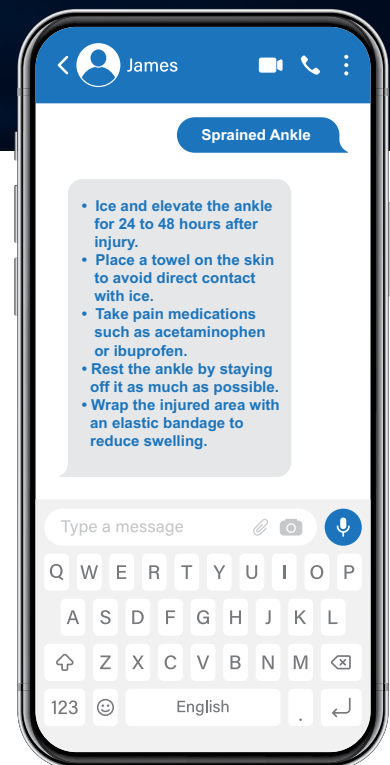 James
Sprained Ankle
• Ice and elevate the ankle
for 24 to 48 hours after
injury.
• Place a towel on the skin
to avoid direct contact
with ice.
• Take pain medications
such as acetaminophen
or ibuprofen.
• Rest the ankle by staying
off it as much as possible.
• Wrap the injured area with
an elastic bandage to
reduce swelling.
Type a message
Q W E R T Y U I O P
A S D F G H J K L
Z X C V B N M
123 English .